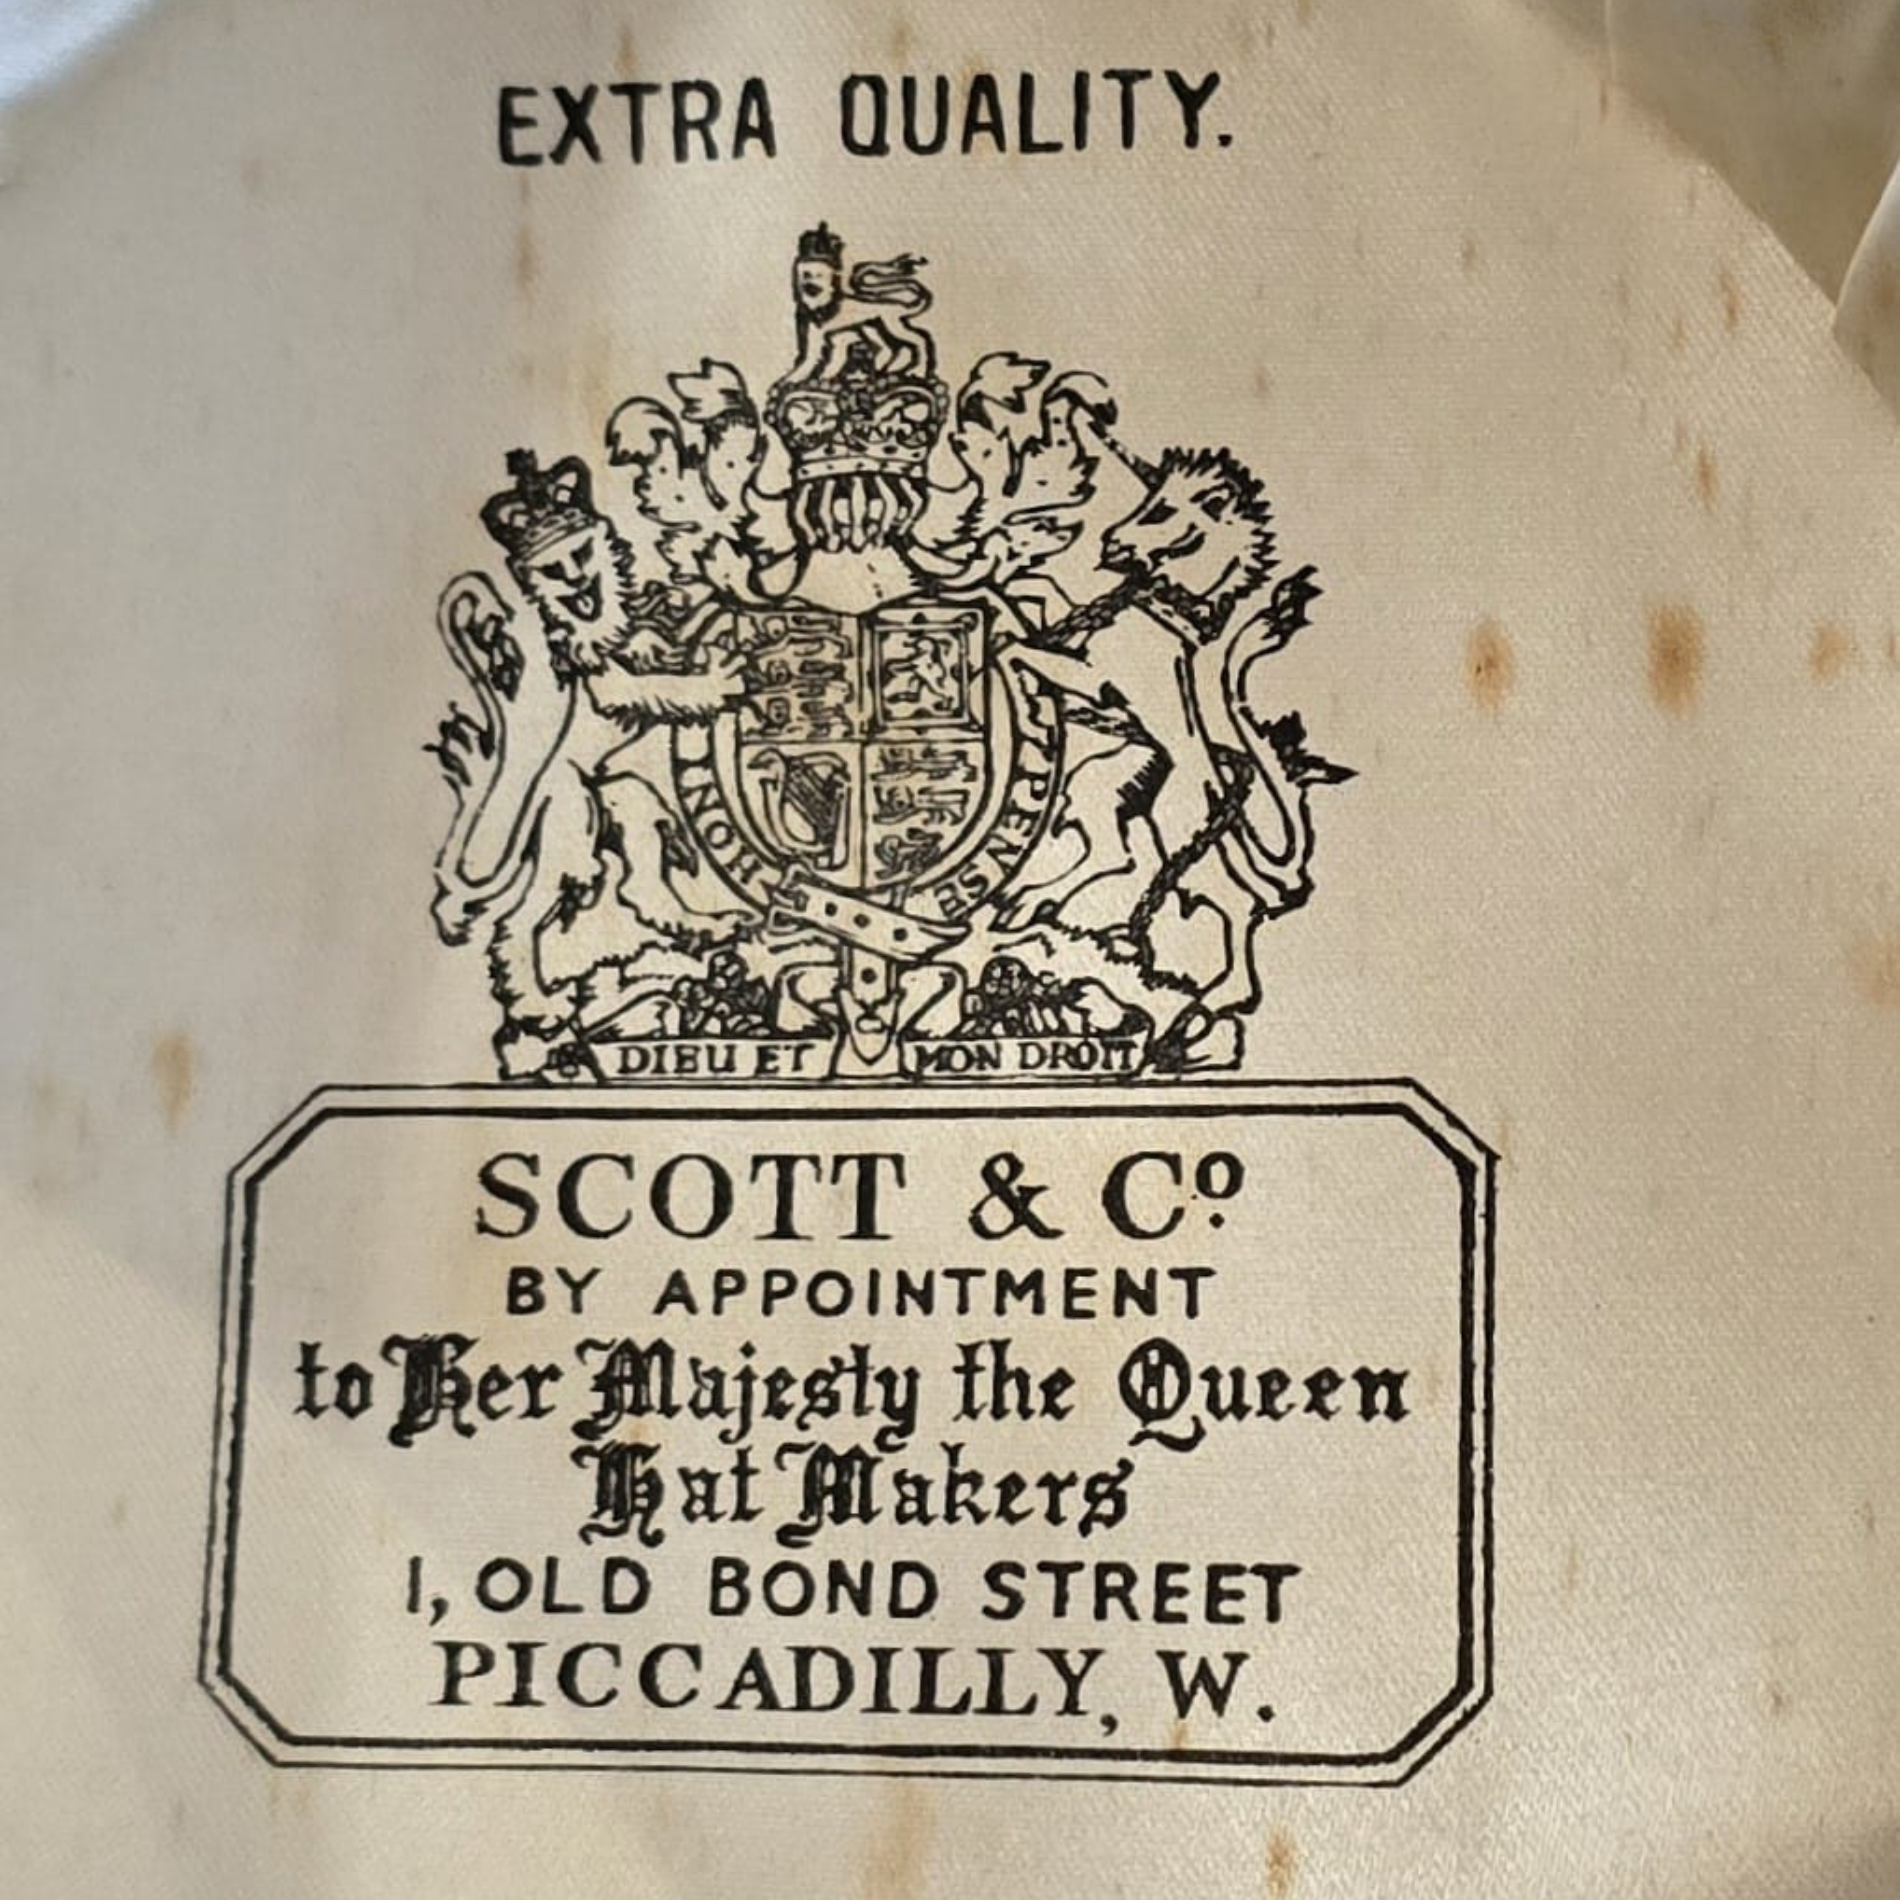 EXTRA QUALITY.
HONI
Y PENSE
DIEU ET MON DROIT
SCOTT & Cº.
BY APPOINTMENT
to Her Majesty the Queen
Hat Makers
1, OLD BOND STREET
PICCADILLY, W.